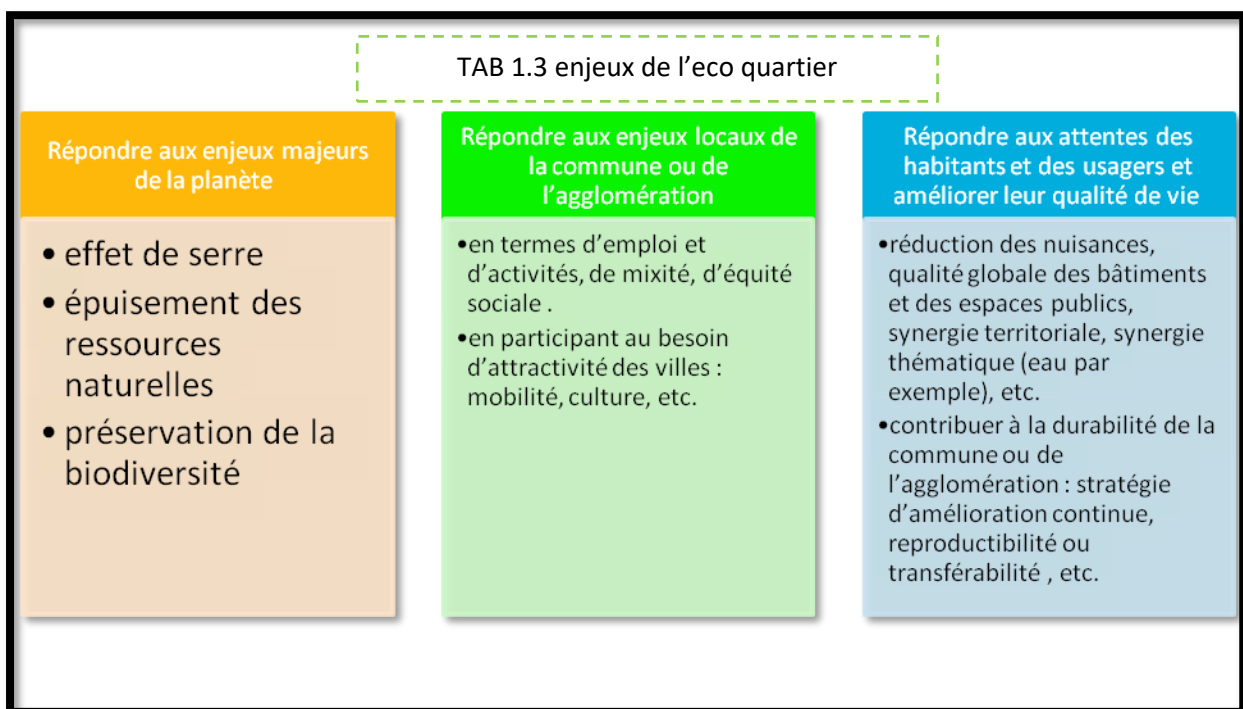 TAB 1.3 enjeux de l’eco quartier
Répondre aux enjeux majeurs
de la planète
• effet de serre
• épuisement des
ressources
naturelles
• préservation de la
biodiversité
Répondre aux enjeux locaux de
la commune ou de
l’agglomération
•en termes d’emploi et
d’activités, de mixité, d’équité
sociale .
•en participant au besoin
d’attractivité des villes :
mobilité, culture, etc.
Répondre aux attentes des
habitants et des usagers et
améliorer leur qualité de vie
•réduction des nuisances,
qualité globale des bâtiments
et des espaces publics,
synergie territoriale, synergie
thématique (eau par
exemple), etc.
•contribuer à la durabilité de la
commune ou de
l’agglomération : stratégie
d’amélioration continue,
reproductibilité ou
transférabilité , etc.